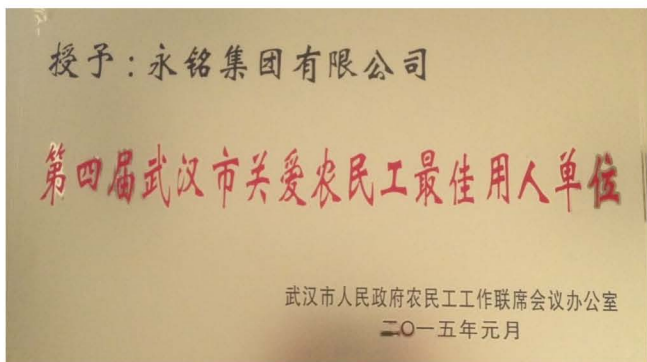 授予：永铭集团有限公司
第四届武汉市关爱农民工最佳用人单位
武汉市人民政府农民工工作联席会议办公室
二〇一五年元月